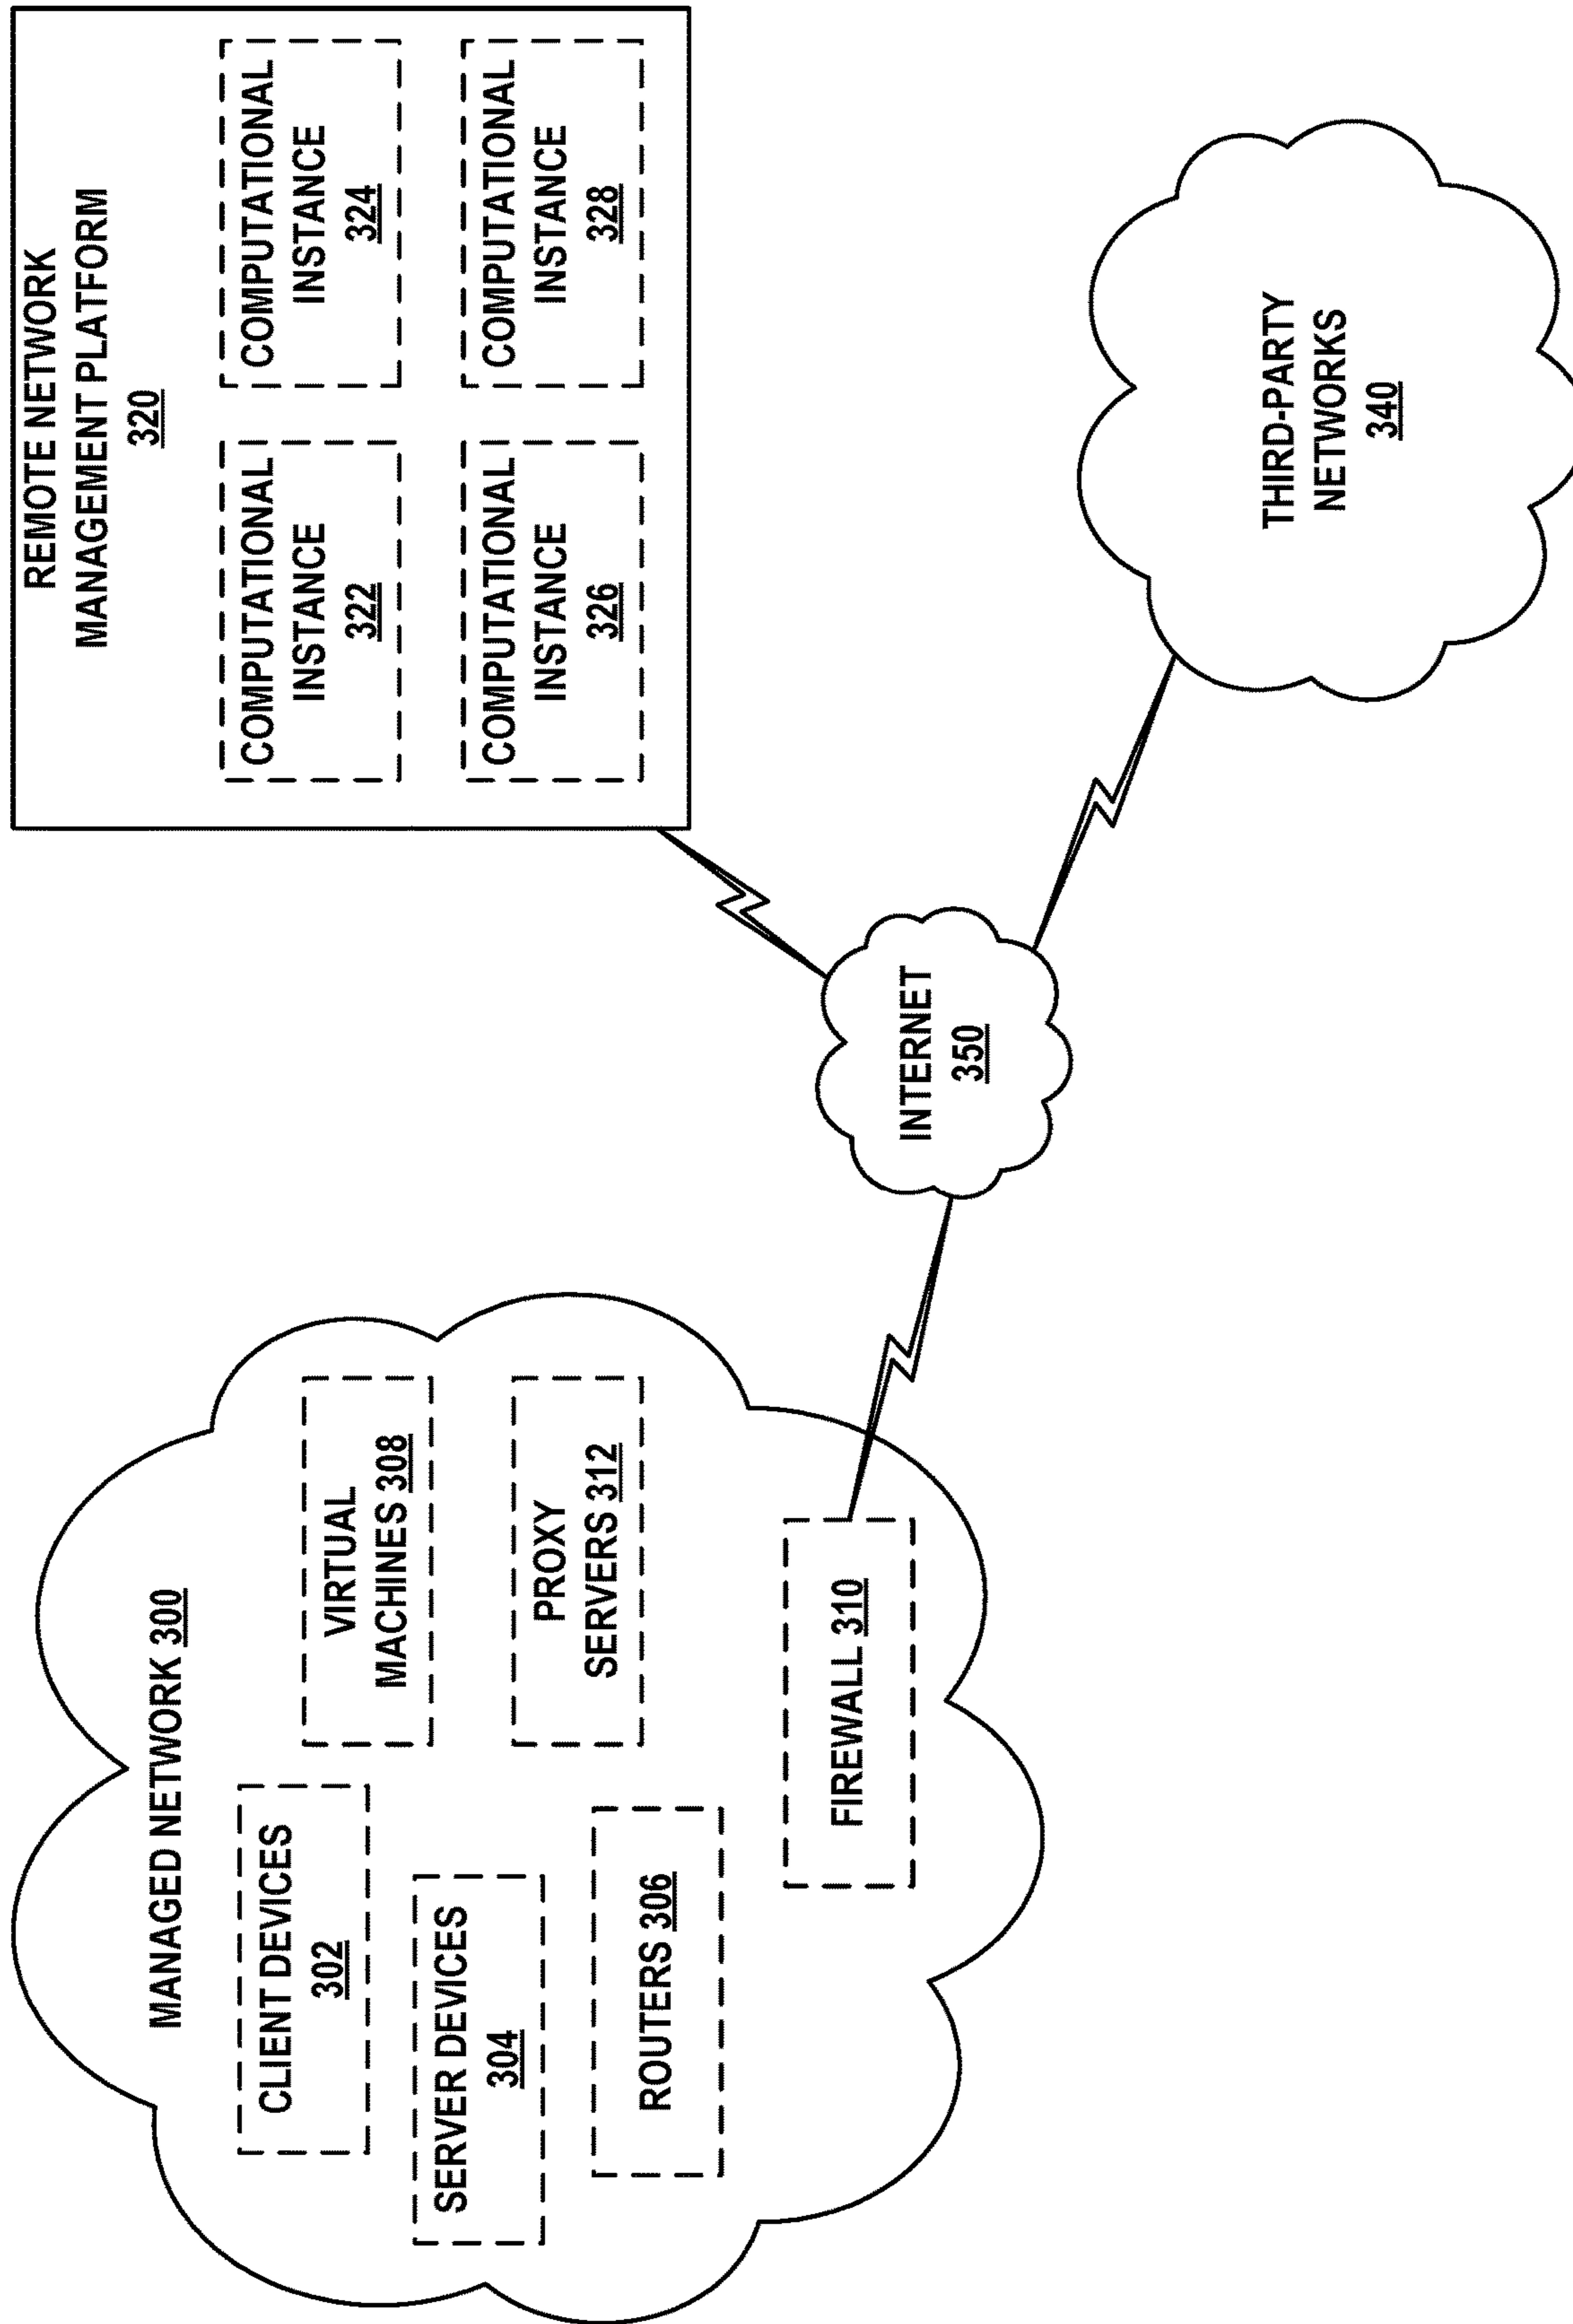 MANAGED NETWORK 300
CLIENT DEVICES
302
VIRTUAL
MACHINES 308
SERVER DEVICES
304
PROXY
SERVERS 312
ROUTERS 306
FIREWALL 310
INTERNET
350
REMOTE NETWORK
MANAGEMENT PLATFORM
320
COMPUTATIONAL
INSTANCE
322
COMPUTATIONAL
INSTANCE
324
COMPUTATIONAL
INSTANCE
326
COMPUTATIONAL
INSTANCE
328
THIRD-PARTY
NETWORKS
340